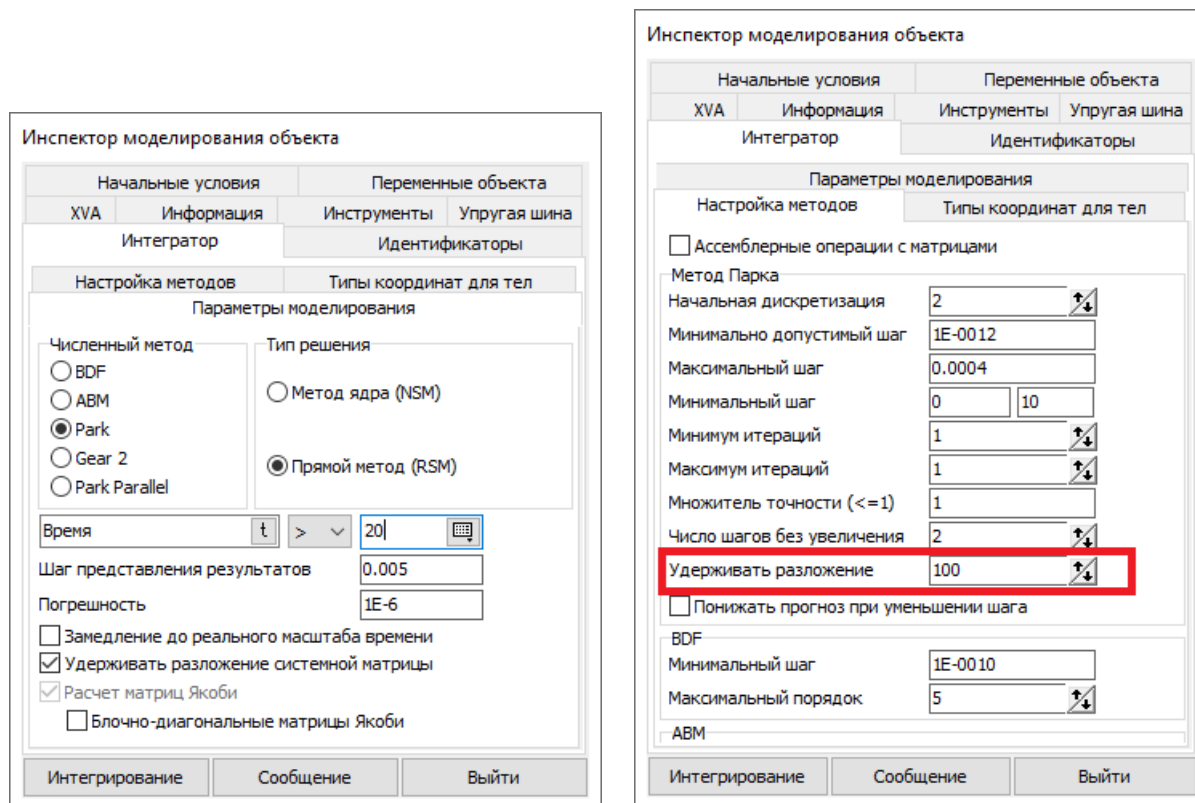 Инспектор моделирования объекта
Начальные условия Переменные объекта
XVA Информация Инструменты Упругая шина
Интегратор Идентификаторы
Настройка методов Типы координат для тел
Параметры моделирования
Численный метод Тип решения
BDF
ABM
Park
Gear 2
Park Parallel
Метод ядра (NSM)
Прямой метод (RSM)
Время t > 20
Шаг представления результатов 0.005
Погрешность 1E-6
Замедление до реального масштаба времени
Удерживать разложение системной матрицы
Расчет матриц Якоби
Блочно-диагональные матрицы Якоби
Интегрирование Сообщение Выйти
Инспектор моделирования объекта
Начальные условия Переменные объекта
XVA Информация Инструменты Упругая шина
Интегратор Идентификаторы
Параметры моделирования
Настройка методов Типы координат для тел
Ассемблерные операции с матрицами
Метод Парка
Начальная дискретизация 2
Минимально допустимый шаг 1E-0012
Максимальный шаг 0.0004
Минимальный шаг 0 10
Минимум итераций 1
Максимум итераций 1
Множитель точности (<=1) 1
Число шагов без увеличения 2
Удерживать разложение 100
Понижать прогноз при уменьшении шага
BDF
Минимальный шаг 1E-0010
Максимальный порядок 5
ABM
Интегрирование Сообщение Выйти